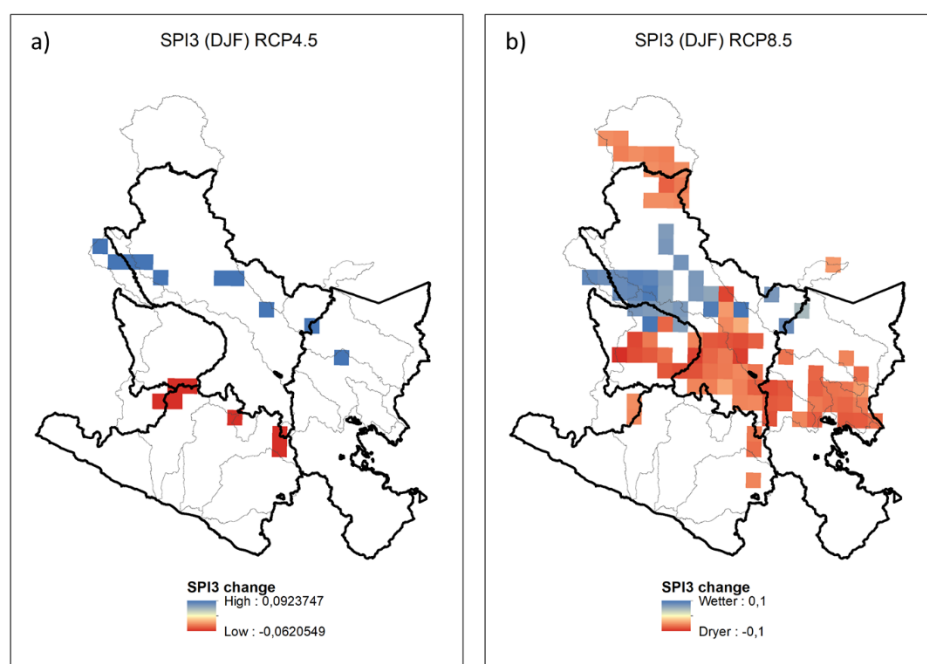 a)
SPI3 (DJF) RCP4.5
SPI3 change
High : 0,0923747
Low : -0,0620549
b)
SPI3 (DJF) RCP8.5
SPI3 change
Wetter : 0,1
Dryer : -0,1